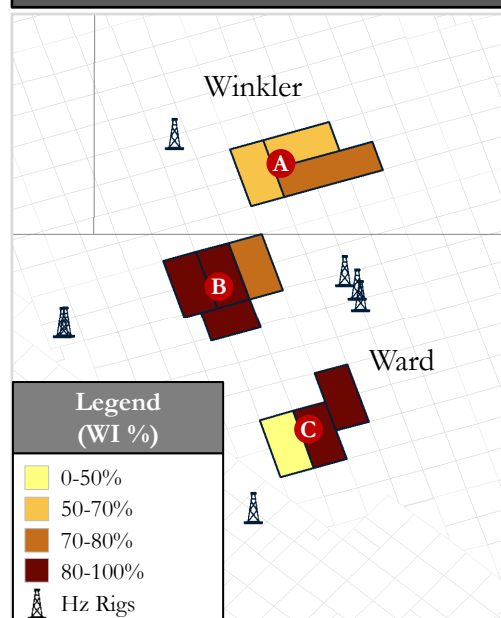 Winkler
A
B
Ward
C
Legend
(WI %)
0-50%
50-70%
70-80%
80-100%
Hz Rigs